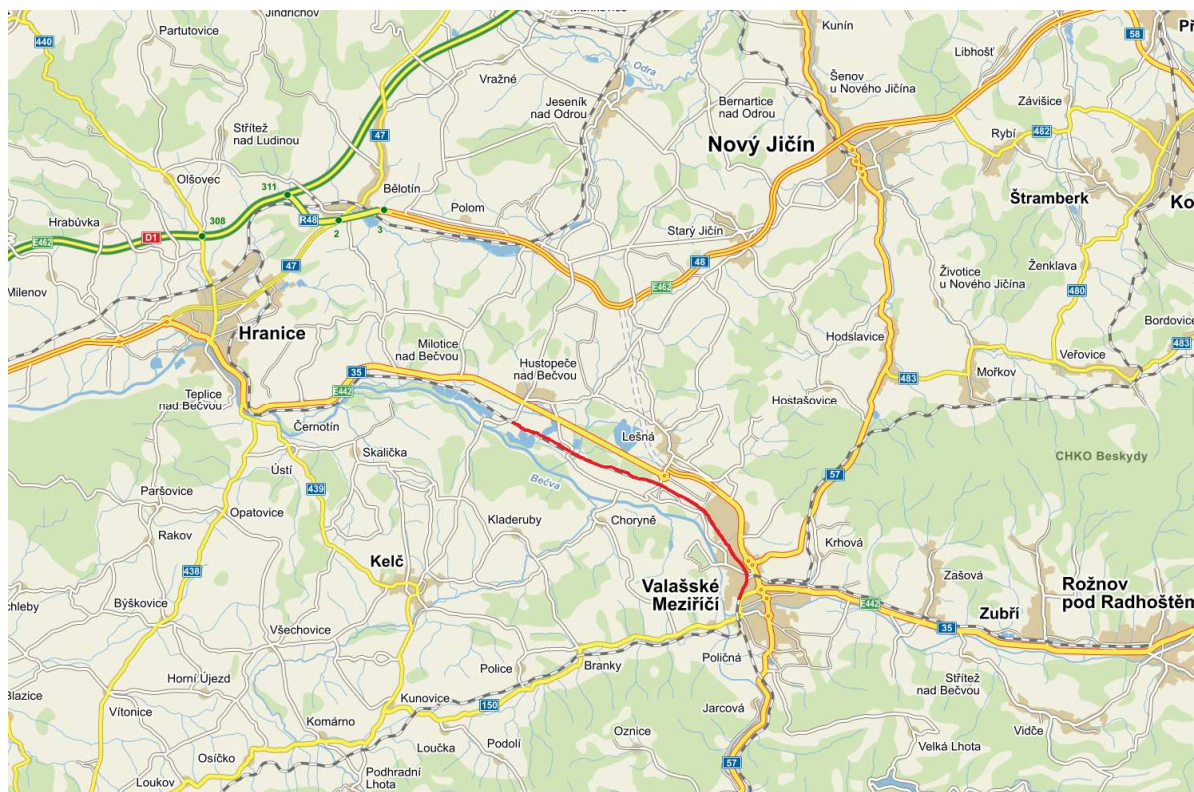 Mankovice
Jindřichov
Partutovice
440
Vražné
Odra
Kunín
58
Libhošť
Šenov
u Nového Jičína
Jeseník
nad Odrou
Bernartice
nad Odrou
Závišice
Střítež
nad Ludinou
47
Nový Jičín
Rybí
482
Olšovec
311
Bělotín
Štramberk
Hrabůvka
308
R48
Polom
Starý Jičín
E462
D1
2
3
48
Ženklava
47
E462
Životice
u Nového Jičína
480
Milenov
Hranice
Bordovice
Milotice
nad Bečvou
Hustopeče
nad Bečvou
Hodslavice
Veřovice
483
35
483
Mořkov
E442
Teplice
nad Bečvou
Hostašovice
Černotín
Lešná
Skalička
CHKO Beskydy
Ústí
57
Bečva
439
Paršovice
Opatovice
Kladeruby
Choryně
Rakov
Krhová
Kelč
438
Valašské
Meziříčí
Zašová
Rožnov
pod Radhoštěm
E442
Býškovice
Zubří
35
Všechovice
Poličná
Police
Branky
Horní Újezd
Střítež
nad Bečvou
Kunovice
150
Jarcová
Vítonice
Komárno
Vidče
Oznice
Loučka
Podolí
Velká Lhota
Osíčko
57
Podhradní
Lhota
Loukov